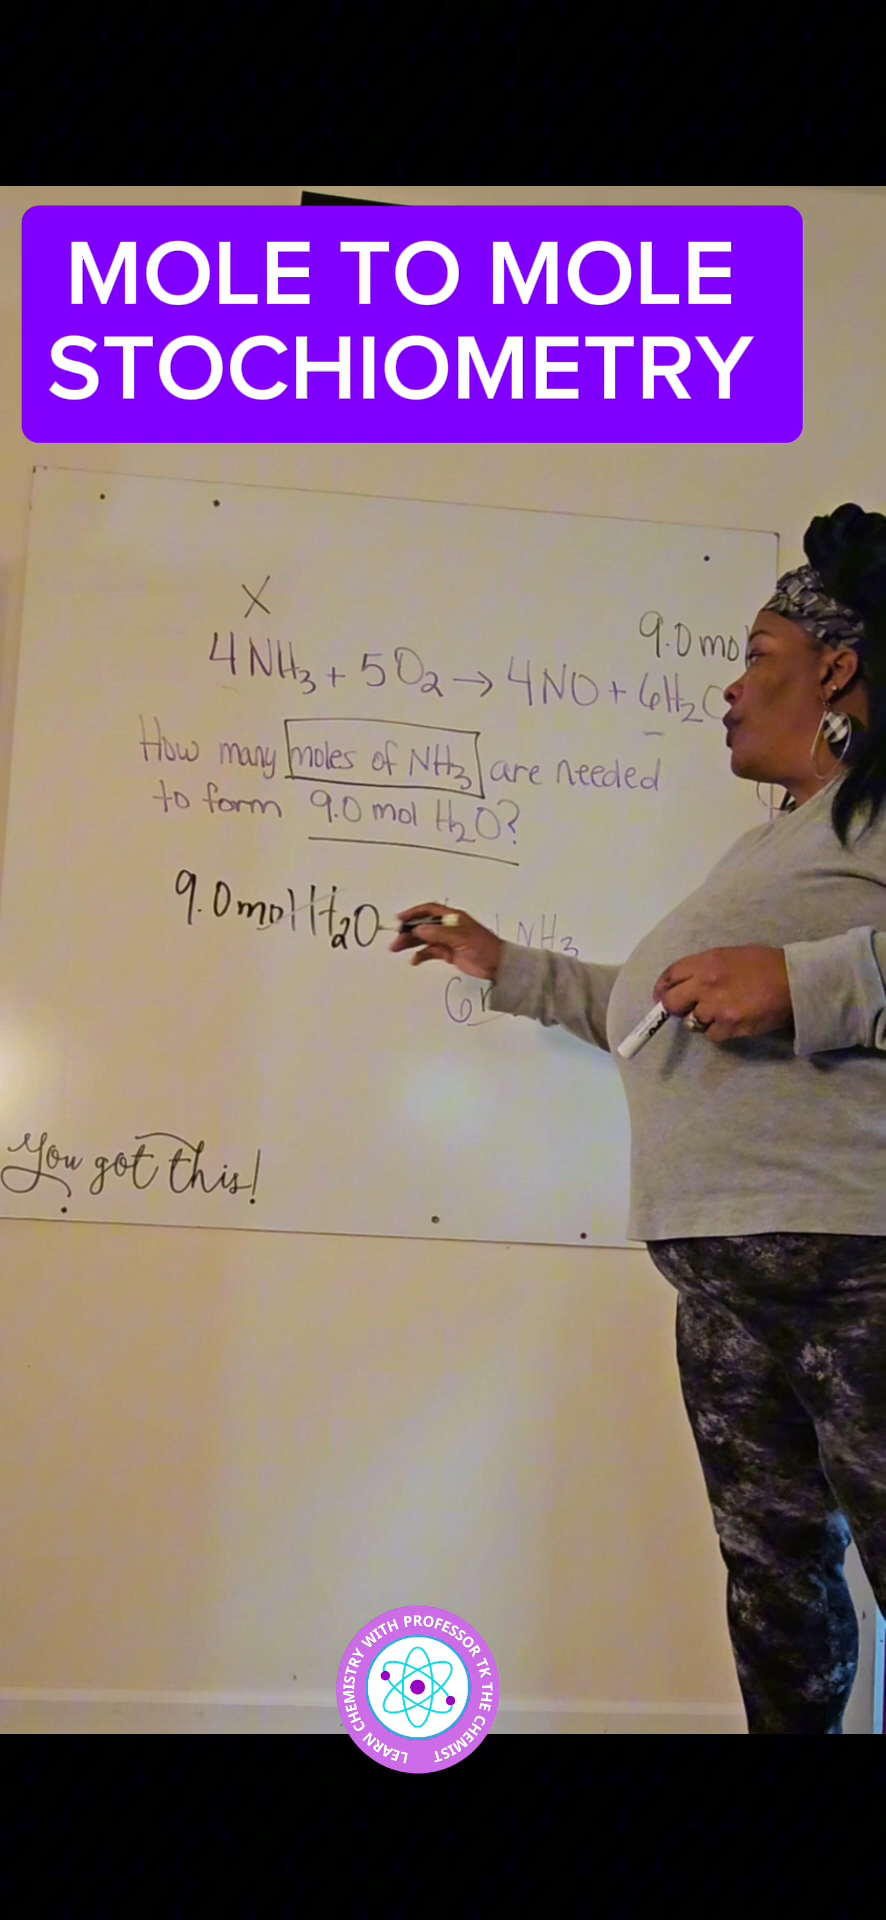 MOLE TO MOLE
STOCHIOMETRY
X
9.0 mol
4NH₃ + 5O₂ → 4NO + 6H₂O
How many moles of NH₃ are needed
to form 9.0 mol H₂O?
9.0 mol H₂O
NH₃
6
You got this!
LEARN CHEMISTRY WITH PROFESSOR TK THE CHEMIST